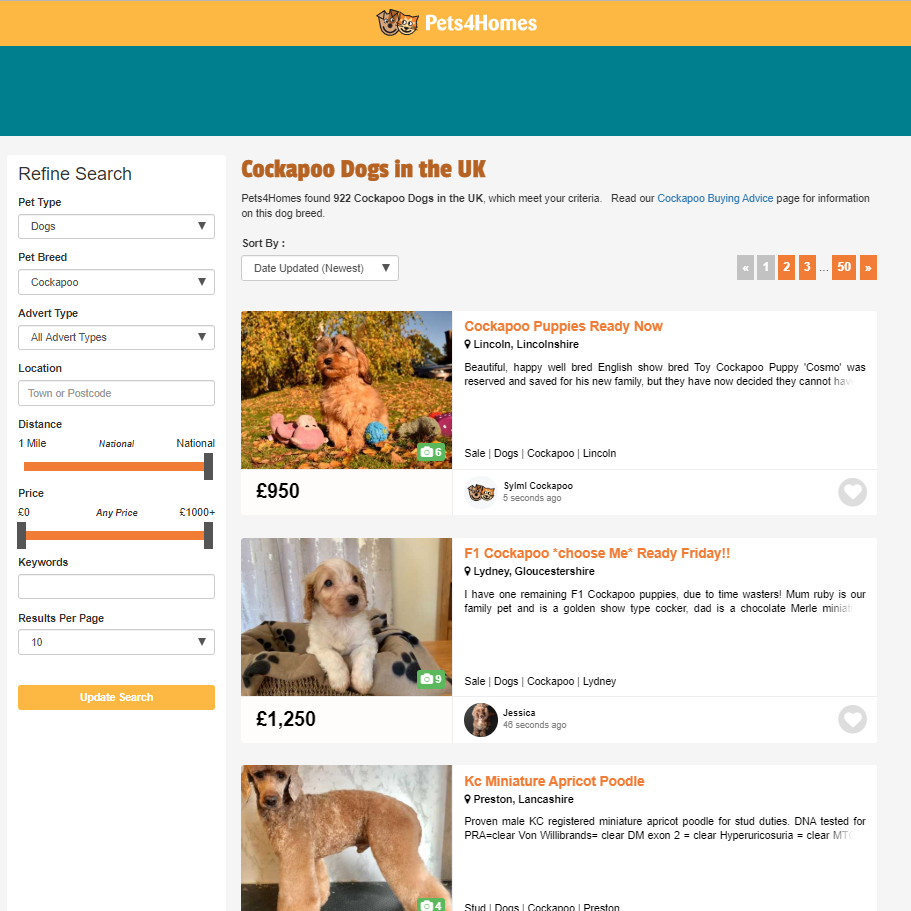 Pets4Homes
Refine Search
Pet Type
Dogs
Pet Breed
Cockapoo
Advert Type
All Advert Types
Location
Town or Postcode
Distance
1 Mile National National
Price
£0 Any Price £1000+
Keywords
Results Per Page
10
Update Search
Cockapoo Dogs in the UK
Pets4Homes found 922 Cockapoo Dogs in the UK, which meet your criteria. Read our Cockapoo Buying Advice page for information
on this dog breed.
Sort By :
Date Updated (Newest)
« 1 2 3 ... 50 »
6
£950
Cockapoo Puppies Ready Now
Lincoln, Lincolnshire
Beautiful, happy well bred English show bred Toy Cockapoo Puppy 'Cosmo' was
reserved and saved for his new family, but they have now decided they cannot have
Sale | Dogs | Cockapoo | Lincoln
Sylml Cockapoo
5 seconds ago
9
£1,250
F1 Cockapoo *choose Me* Ready Friday!!
Lydney, Gloucestershire
I have one remaining F1 Cockapoo puppies, due to time wasters! Mum ruby is our
family pet and is a golden show type cocker, dad is a chocolate Merle
Sale | Dogs | Cockapoo | Lydney
Jessica
46 seconds ago
4
Kc Miniature Apricot Poodle
Preston, Lancashire
Proven male KC registered miniature apricot poodle for stud duties. DNA tested for
PRA=clear Von Willibrands= clear DM exon 2 = clear Hyperuricosuria = clear
Stud | Dogs | Cockapoo | Preston